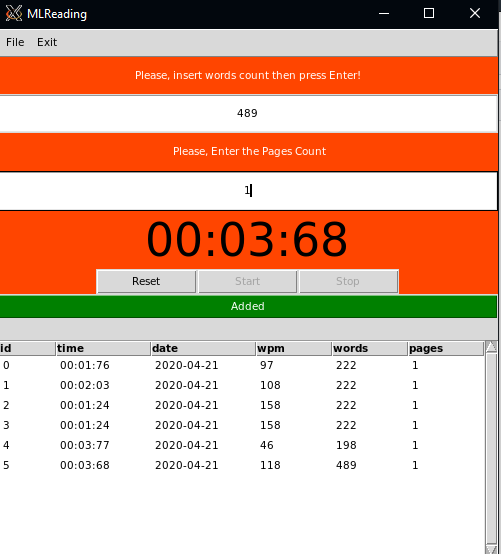 MLReading
File Exit
Please, insert words count then press Enter!
489
Please, Enter the Pages Count
1
00:03:68
Reset Start Stop
Added
id time date wpm words pages
0 00:01:76 2020-04-21 97 222 1
1 00:02:03 2020-04-21 108 222 1
2 00:01:24 2020-04-21 158 222 1
3 00:01:24 2020-04-21 158 222 1
4 00:03:77 2020-04-21 46 198 1
5 00:03:68 2020-04-21 118 489 1